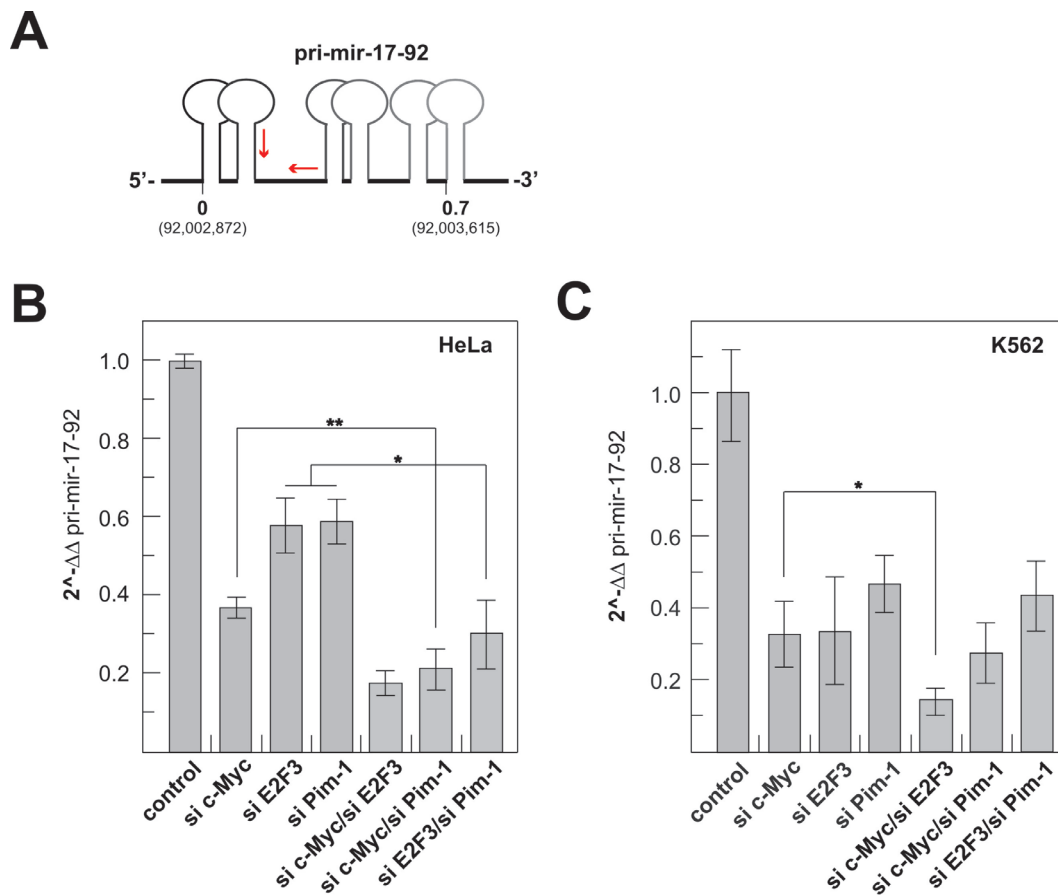 A
pri-mir-17-92
5’-
-3’
0
0.7
(92,002,872)
(92,003,615)
B
HeLa
2^-ΔΔ pri-mir-17-92
1.0
0.8
0.6
0.4
0.2
**
*
control
si c-Myc
si E2F3
si Pim-1
si c-Myc/si E2F3
si c-Myc/si Pim-1
si E2F3/si Pim-1
C
K562
2^-ΔΔ pri-mir-17-92
1.0
0.8
0.6
0.4
0.2
*
control
si c-Myc
si E2F3
si Pim-1
si c-Myc/si E2F3
si c-Myc/si Pim-1
si E2F3/si Pim-1